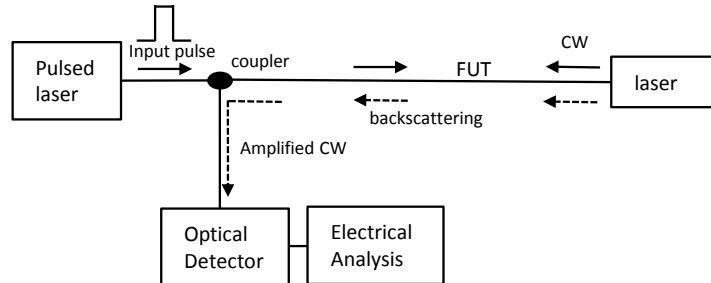 Input pulse
Pulsed
laser
coupler
FUT
CW
laser
backscattering
Amplified CW
Optical
Detector
Electrical
Analysis